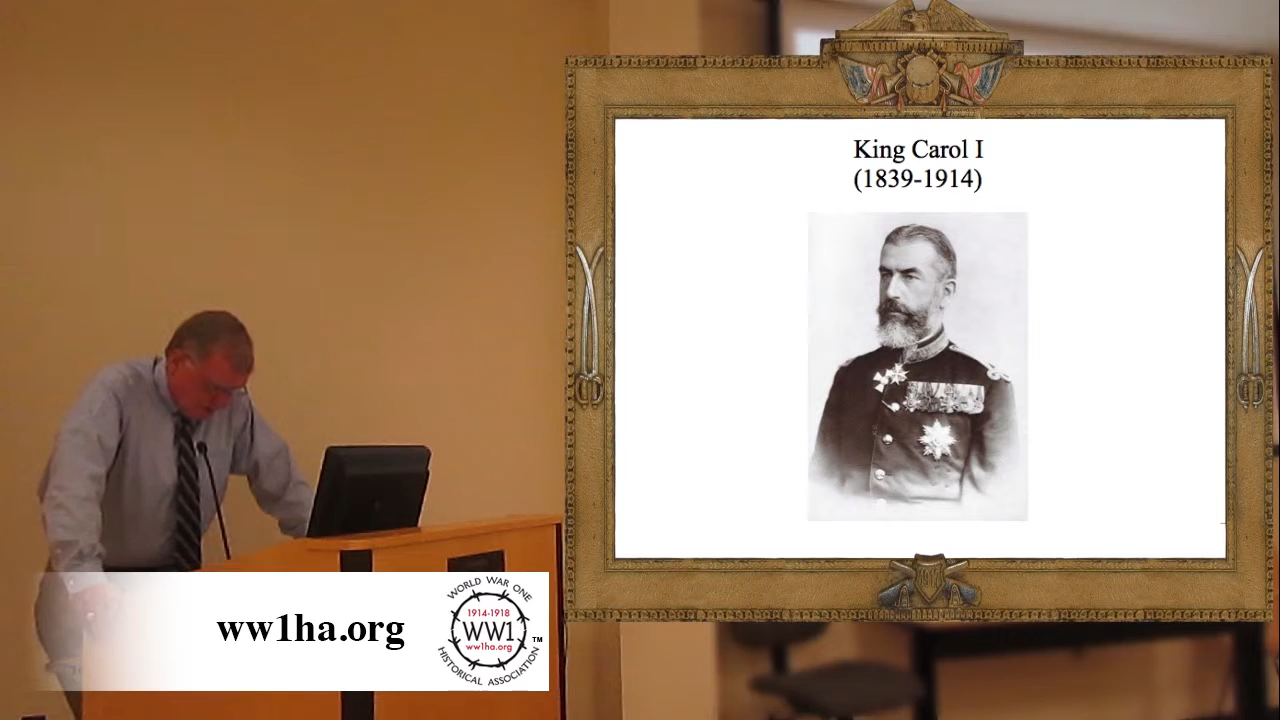 King Carol I
(1839-1914)
ww1ha.org
WORLD WAR ONE
1914-1918
WW1
ww1ha.org
HISTORICAL ASSOCIATION
TM